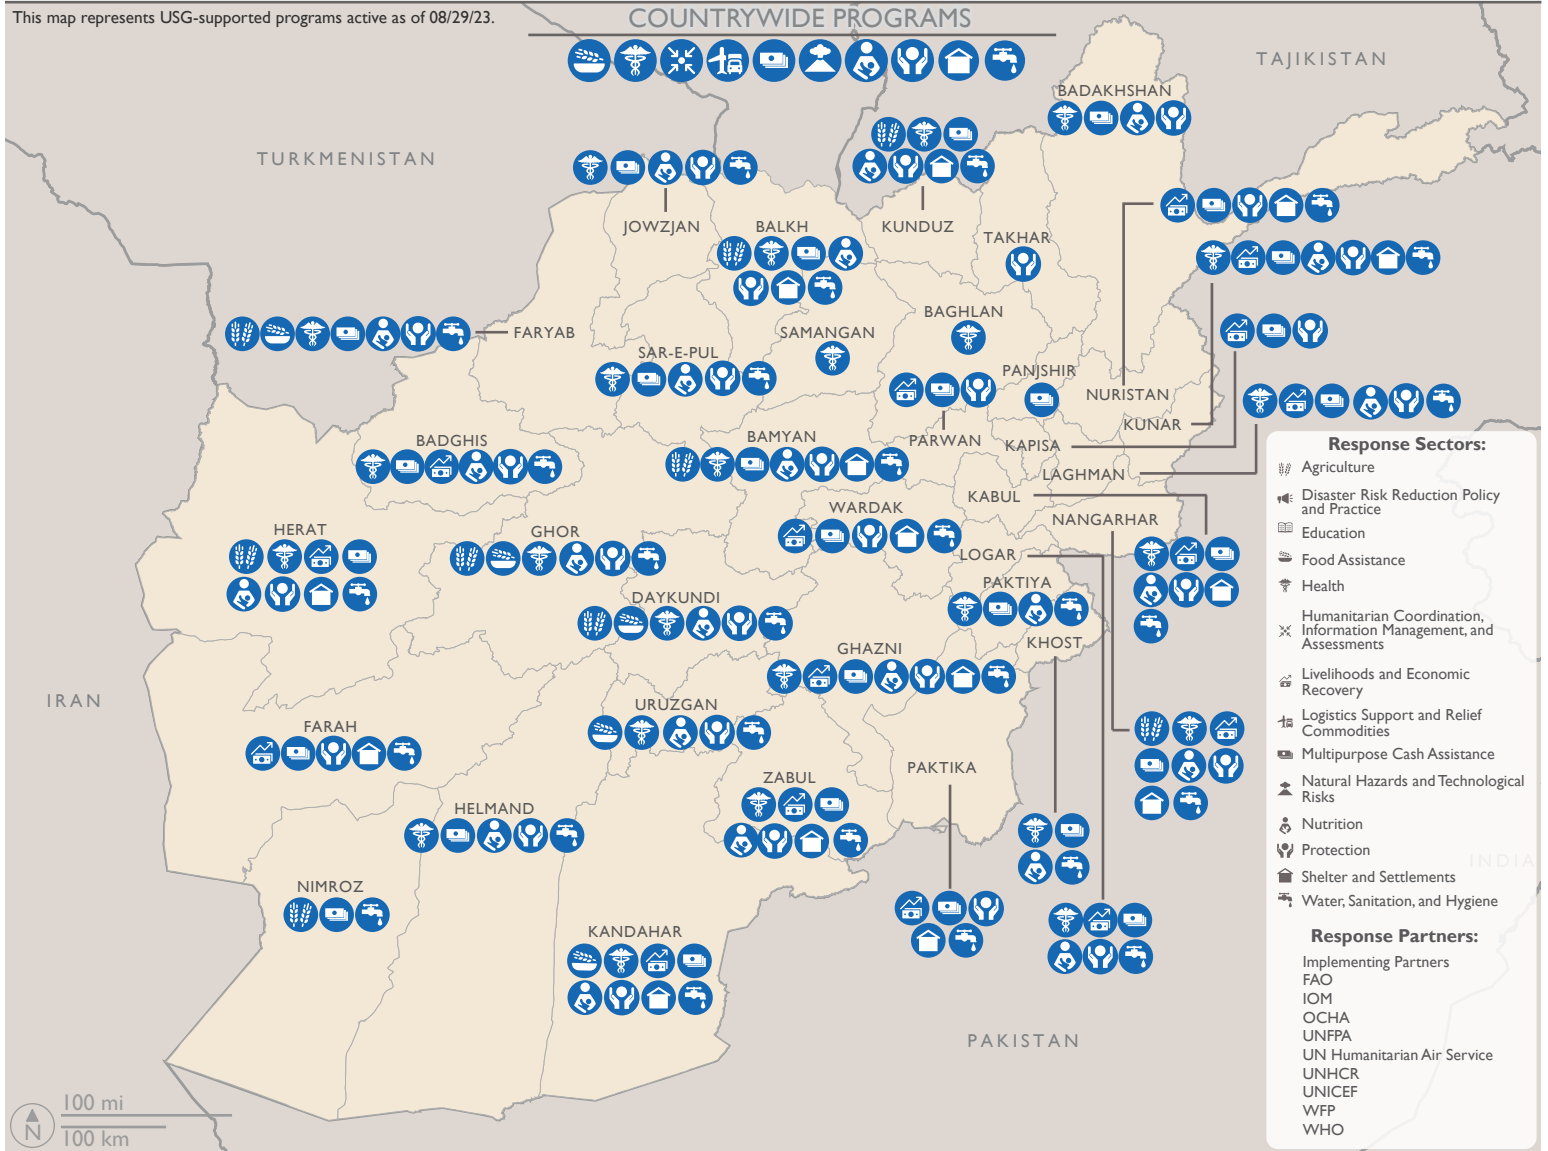 This map represents USG-supported programs active as of 08/29/23.
COUNTRYWIDE PROGRAMS
TAJIKISTAN
BADAKHSHAN
TURKMENISTAN
JOWZJAN
BALKH
KUNDUZ
TAKHAR
BAGHLAN
FARYAB
SAMANGAN
SAR-E-PUL
PANJSHIR
NURISTAN
KUNAR
BADGHIS
BAMYAN
PARWAN
KAPISA
LAGHMAN
KABUL
WARDAK
NANGARHAR
HERAT
GHOR
LOGAR
PAKTIYA
DAYKUNDI
KHOST
GHAZNI
IRAN
URUZGAN
FARAH
PAKTIKA
ZABUL
HELMAND
NIMROZ
KANDAHAR
PAKISTAN
INDIA
100 mi
100 km
N
Response Sectors:
Agriculture
Disaster Risk Reduction Policy
and Practice
Education
Food Assistance
Health
Humanitarian Coordination,
Information Management, and
Assessments
Livelihoods and Economic
Recovery
Logistics Support and Relief
Commodities
Multipurpose Cash Assistance
Natural Hazards and Technological
Risks
Nutrition
Protection
Shelter and Settlements
Water, Sanitation, and Hygiene
Response Partners:
Implementing Partners
FAO
IOM
OCHA
UNFPA
UN Humanitarian Air Service
UNHCR
UNICEF
WFP
WHO